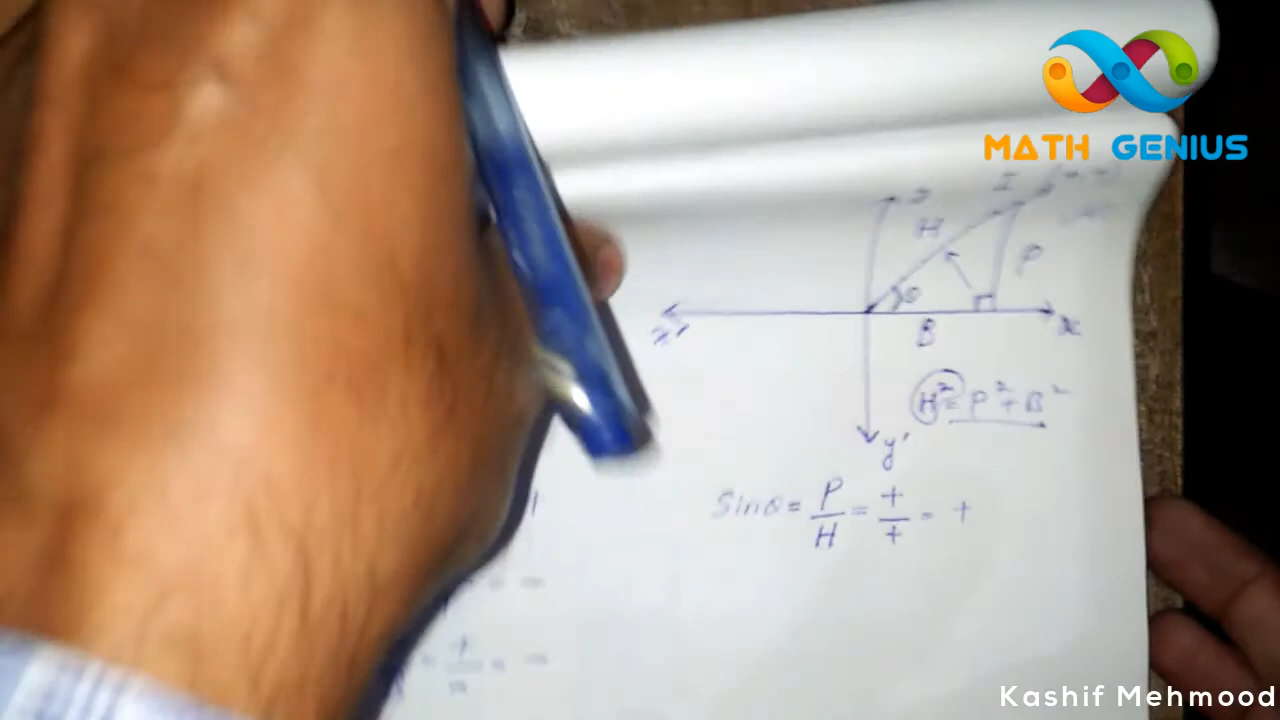 MATH GENIUS
y
I
H
P
θ
x'
B
x
H² = P² + B²
y'
Sinθ = P/H = +/+ = +
Kashif Mehmood